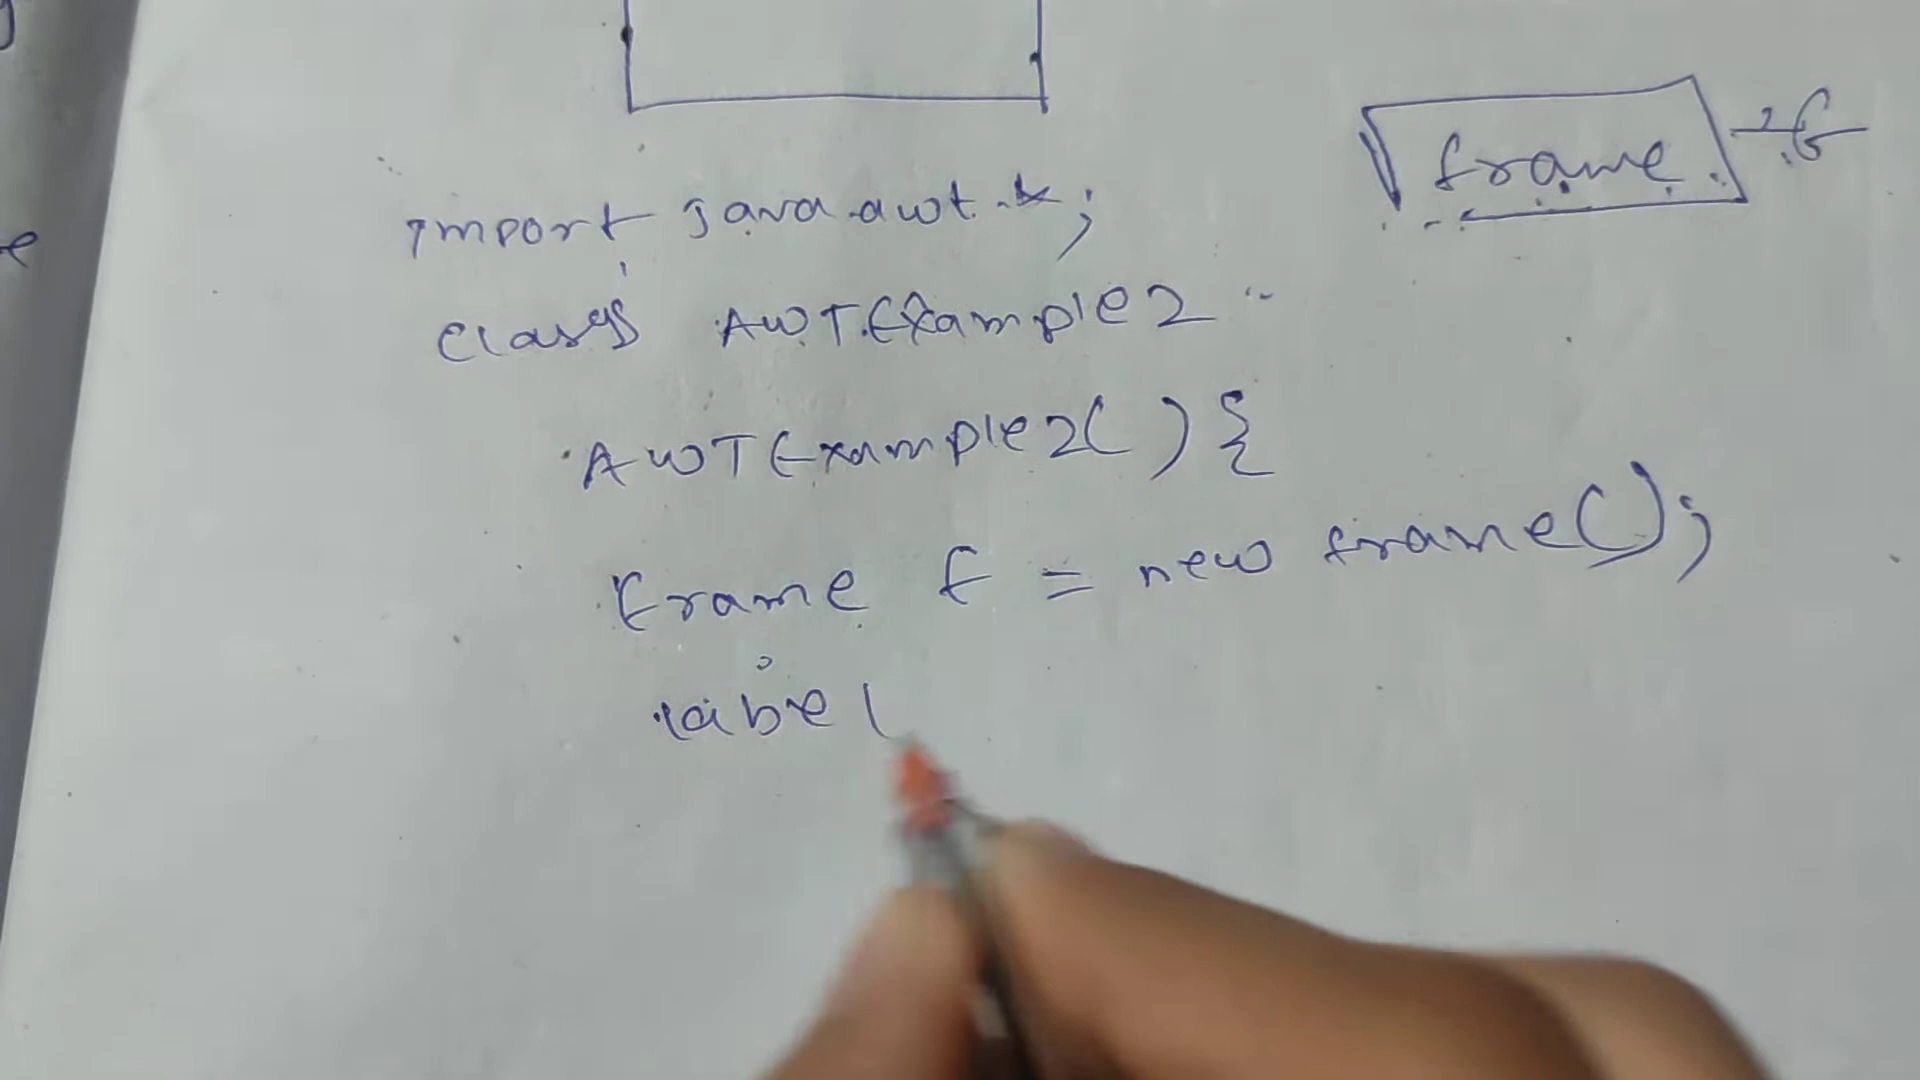 frame
import java.awt.*;
class AWTExample2
AWTExample2( ) {
Frame f = new frame();
label